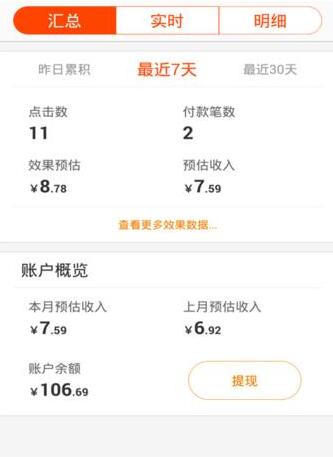 汇总 实时 明细
昨日累积 最近7天 最近30天
点击数 付款笔数
11 2
效果预估 预估收入
¥8.78 ¥7.59
查看更多效果数据...
账户概览
本月预估收入 上月预估收入
¥7.59 ¥6.92
账户余额
¥106.69 提现